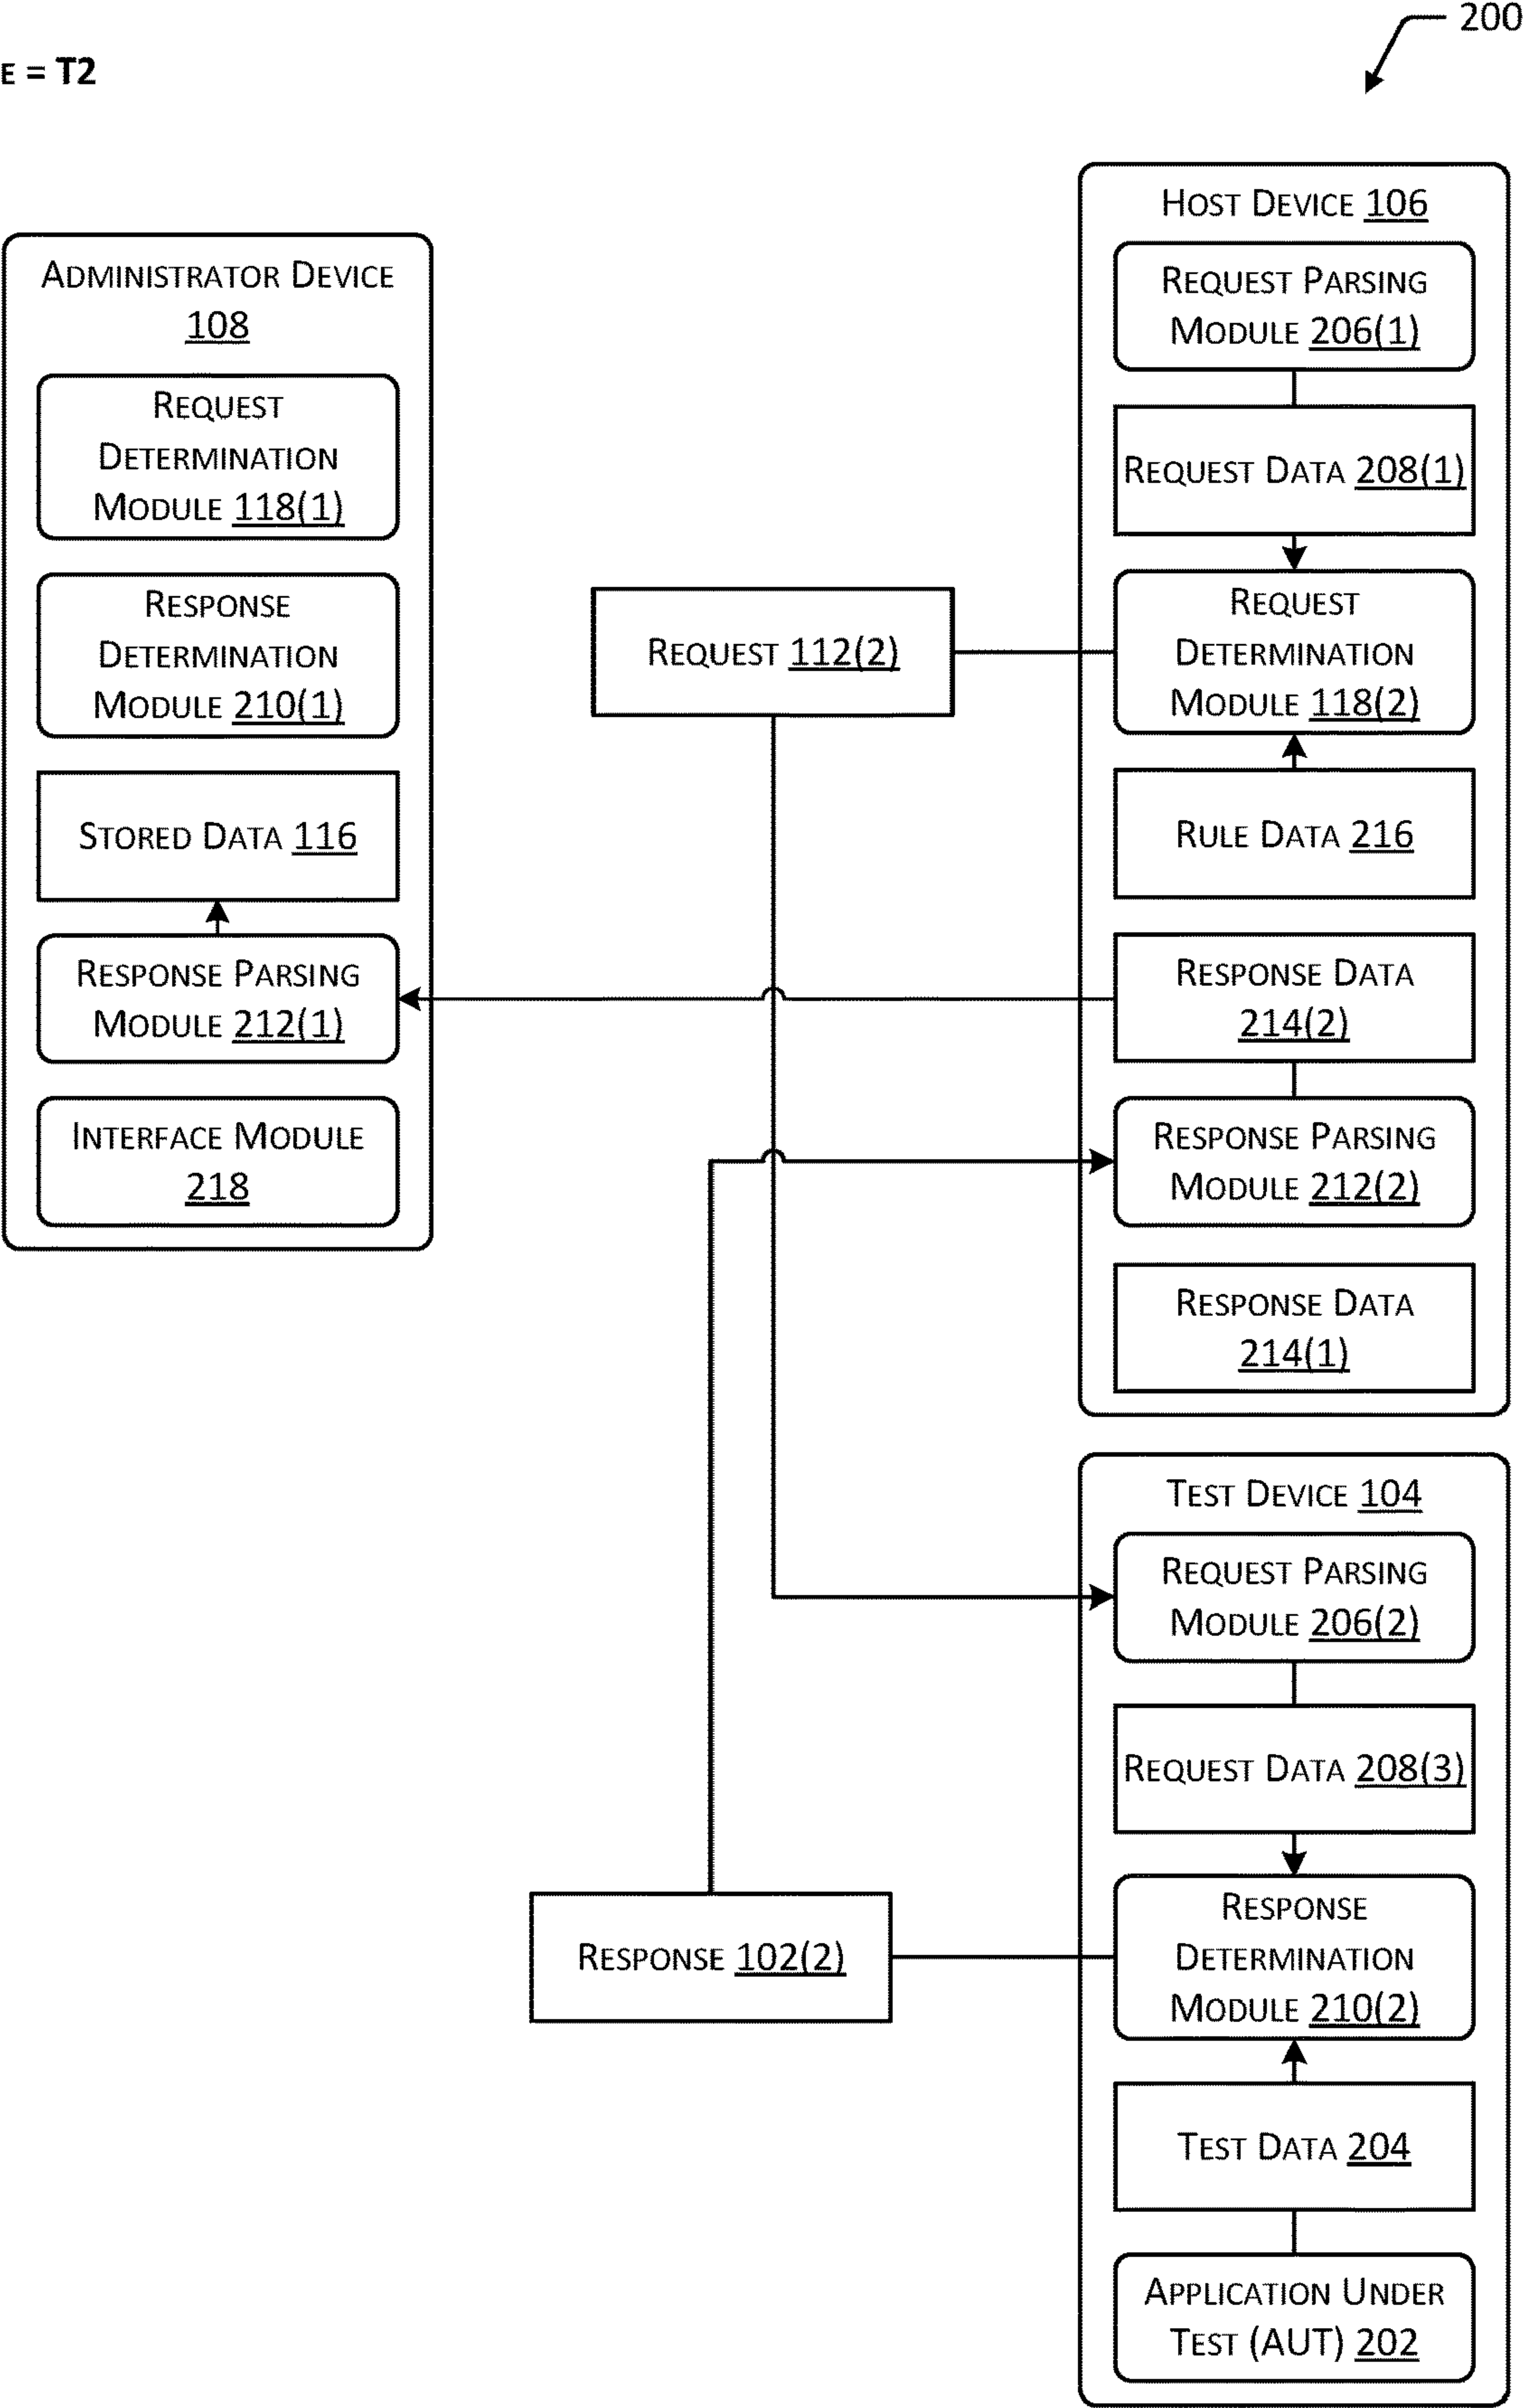 200
E = T2
HOST DEVICE 106
REQUEST PARSING
MODULE 206(1)
REQUEST DATA 208(1)
REQUEST
DETERMINATION
MODULE 118(2)
RULE DATA 216
RESPONSE DATA
214(2)
RESPONSE PARSING
MODULE 212(2)
RESPONSE DATA
214(1)
ADMINISTRATOR DEVICE
108
REQUEST
DETERMINATION
MODULE 118(1)
RESPONSE
DETERMINATION
MODULE 210(1)
STORED DATA 116
RESPONSE PARSING
MODULE 212(1)
INTERFACE MODULE
218
REQUEST 112(2)
TEST DEVICE 104
REQUEST PARSING
MODULE 206(2)
REQUEST DATA 208(3)
RESPONSE
DETERMINATION
MODULE 210(2)
TEST DATA 204
APPLICATION UNDER
TEST (AUT) 202
RESPONSE 102(2)